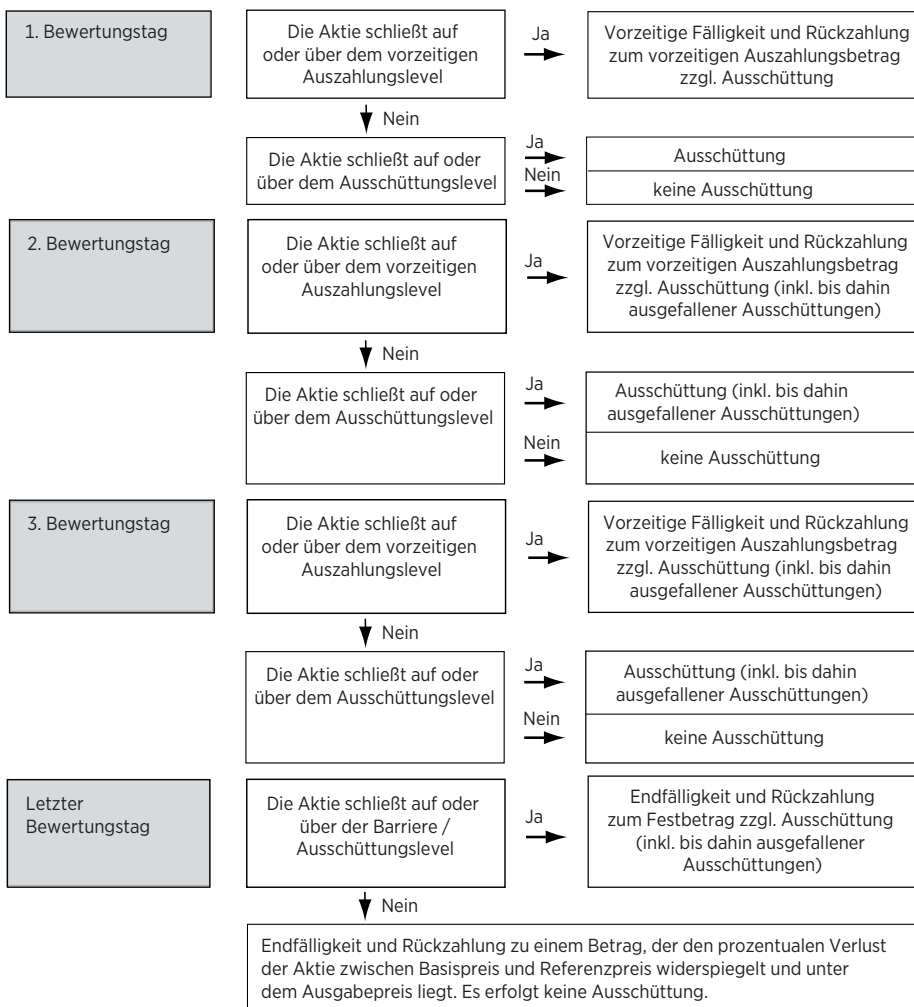 1. Bewertungstag
Die Aktie schließt auf
oder über dem vorzeitigen
Auszahlungslevel
Ja
Vorzeitige Fälligkeit und Rückzahlung
zum vorzeitigen Auszahlungsbetrag
zzgl. Ausschüttung
Nein
Die Aktie schließt auf oder
über dem Ausschüttungslevel
Ja
Ausschüttung
Nein
keine Ausschüttung
2. Bewertungstag
Die Aktie schließt auf
oder über dem vorzeitigen
Auszahlungslevel
Ja
Vorzeitige Fälligkeit und Rückzahlung
zum vorzeitigen Auszahlungsbetrag
zzgl. Ausschüttung (inkl. bis dahin
ausgefallener Ausschüttungen)
Nein
Die Aktie schließt auf oder
über dem Ausschüttungslevel
Ja
Ausschüttung (inkl. bis dahin
ausgefallener Ausschüttungen)
Nein
keine Ausschüttung
3. Bewertungstag
Die Aktie schließt auf
oder über dem vorzeitigen
Auszahlungslevel
Ja
Vorzeitige Fälligkeit und Rückzahlung
zum vorzeitigen Auszahlungsbetrag
zzgl. Ausschüttung (inkl. bis dahin
ausgefallener Ausschüttungen)
Nein
Die Aktie schließt auf oder
über dem Ausschüttungslevel
Ja
Ausschüttung (inkl. bis dahin
ausgefallener Ausschüttungen)
Nein
keine Ausschüttung
Letzter
Bewertungstag
Die Aktie schließt auf oder
über der Barriere /
Ausschüttungslevel
Ja
Endfälligkeit und Rückzahlung
zum Festbetrag zzgl. Ausschüttung
(inkl. bis dahin ausgefallener
Ausschüttungen)
Nein
Endfälligkeit und Rückzahlung zu einem Betrag, der den prozentualen Verlust
der Aktie zwischen Basispreis und Referenzpreis widerspiegelt und unter
dem Ausgabepreis liegt. Es erfolgt keine Ausschüttung.